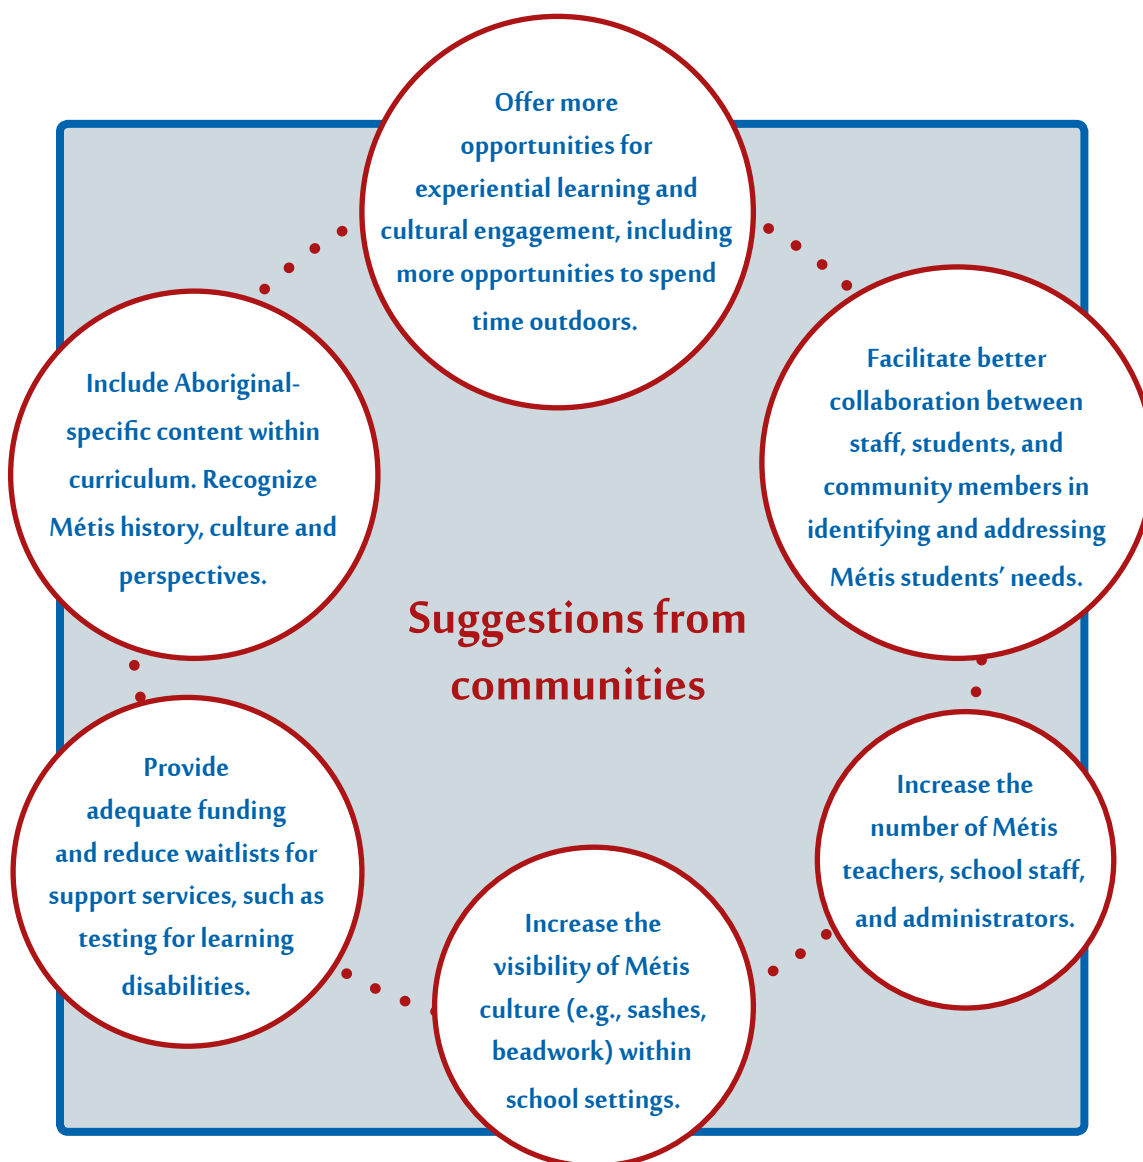 Offer more
opportunities for
experiential learning and
cultural engagement, including
more opportunities to spend
time outdoors.
Facilitate better
collaboration between
staff, students, and
community members in
identifying and addressing
Métis students’ needs.
Increase the
number of Métis
teachers, school staff,
and administrators.
Increase the
visibility of Métis
culture (e.g., sashes,
beadwork) within
school settings.
Provide
adequate funding
and reduce waitlists for
support services, such as
testing for learning
disabilities.
Include Aboriginal-
specific content within
curriculum. Recognize
Métis history, culture and
perspectives.
Suggestions from
communities